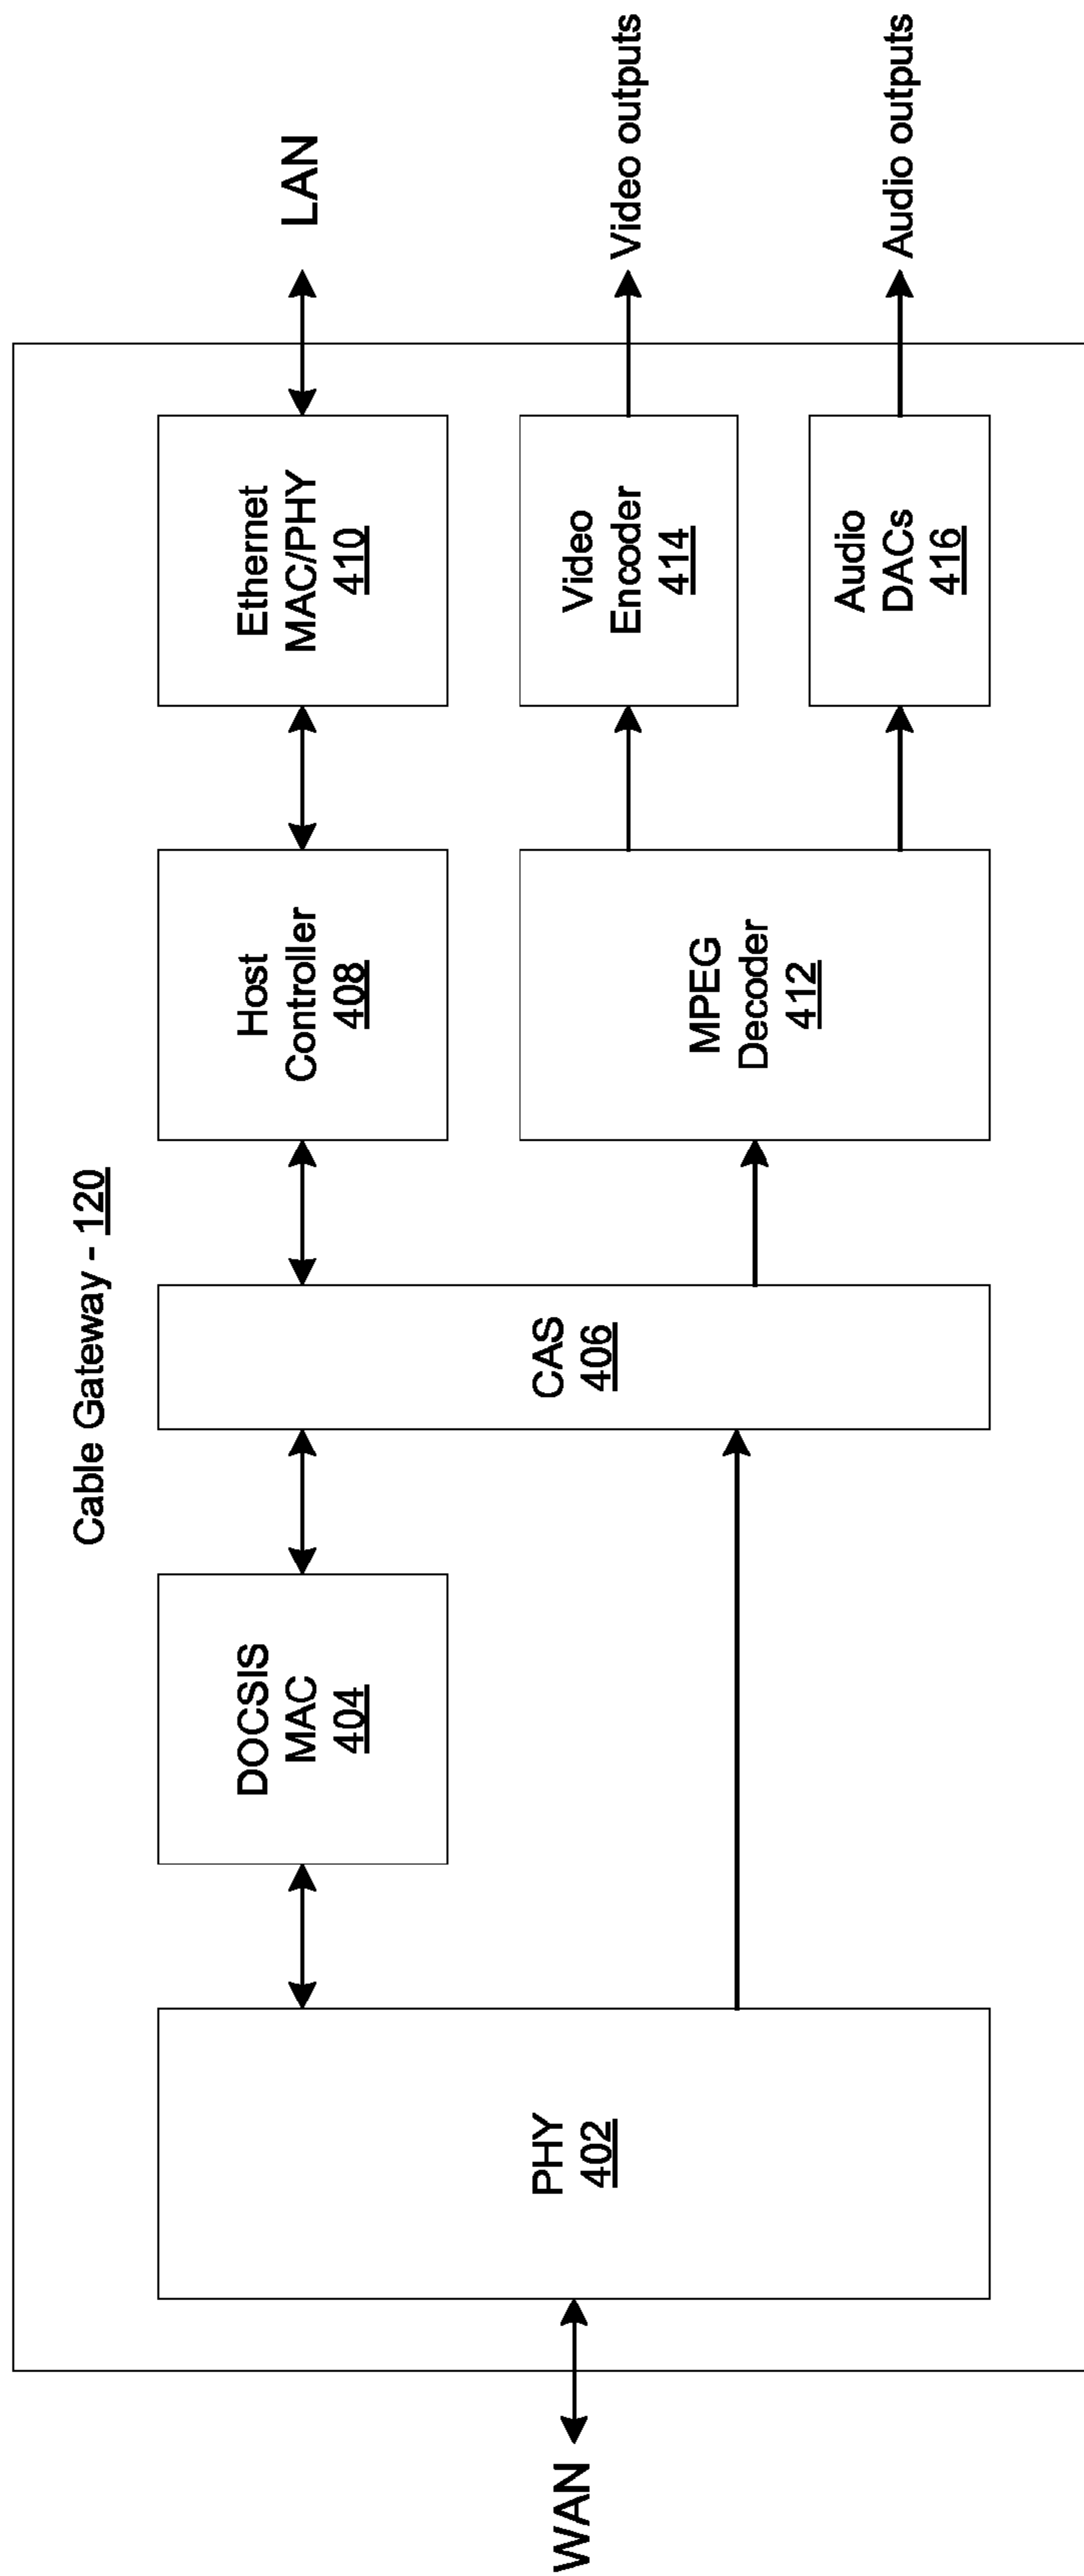 Cable Gateway - 120
WAN
PHY
402
DOCSIS
MAC
404
CAS
406
Host
Controller
408
Ethernet
MAC/PHY
410
LAN
MPEG
Decoder
412
Video
Encoder
414
Video outputs
Audio
DACs
416
Audio outputs